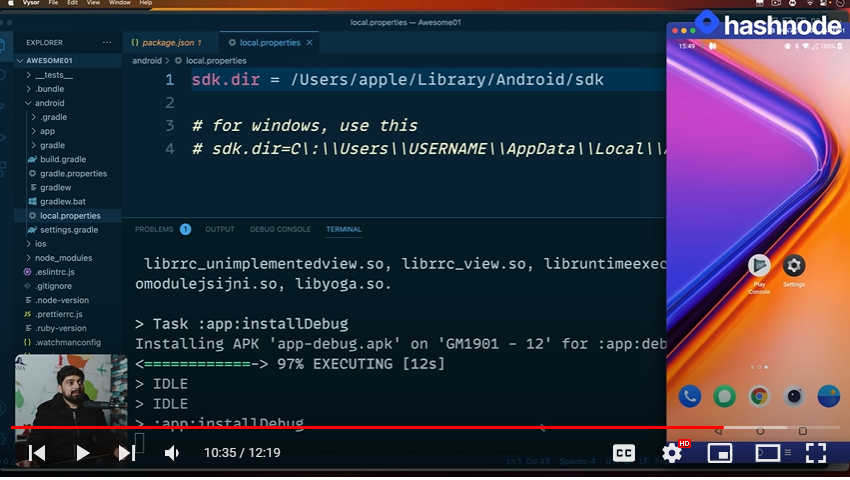 Vysor File Edit View Window Help
local.properties — Awesome01
hashnode
EXPLORER ...
package.json 1
local.properties
15:49
100%
AWESOME01
android > local.properties
__tests__
.bundle
android
.gradle
app
gradle
build.gradle
gradle.properties
gradlew
gradlew.bat
local.properties
settings.gradle
ios
node_modules
.eslintrc.js
.gitignore
.node-version
.prettierrc.js
.ruby-version
.watchmanconfig
1 sdk.dir = /Users/apple/Library/Android/sdk
2
3 # for windows, use this
4 # sdk.dir=C\:\\Users\\USERNAME\\AppData\\Local\\
PROBLEMS 1 OUTPUT DEBUG CONSOLE TERMINAL
librrc_unimplementedview.so, librrc_view.so, libruntimeexec
omodulejsijni.so, libyoga.so.
> Task :app:installDebug
Installing APK 'app-debug.apk' on 'GM1901 - 12' for :app:deb
<============-> 97% EXECUTING [12s]
> IDLE
> IDLE
> :app:installDebug
Play
Console
Settings
10:35 / 12:19
CC
HD
Ln 1, Col 43 Spaces: 4